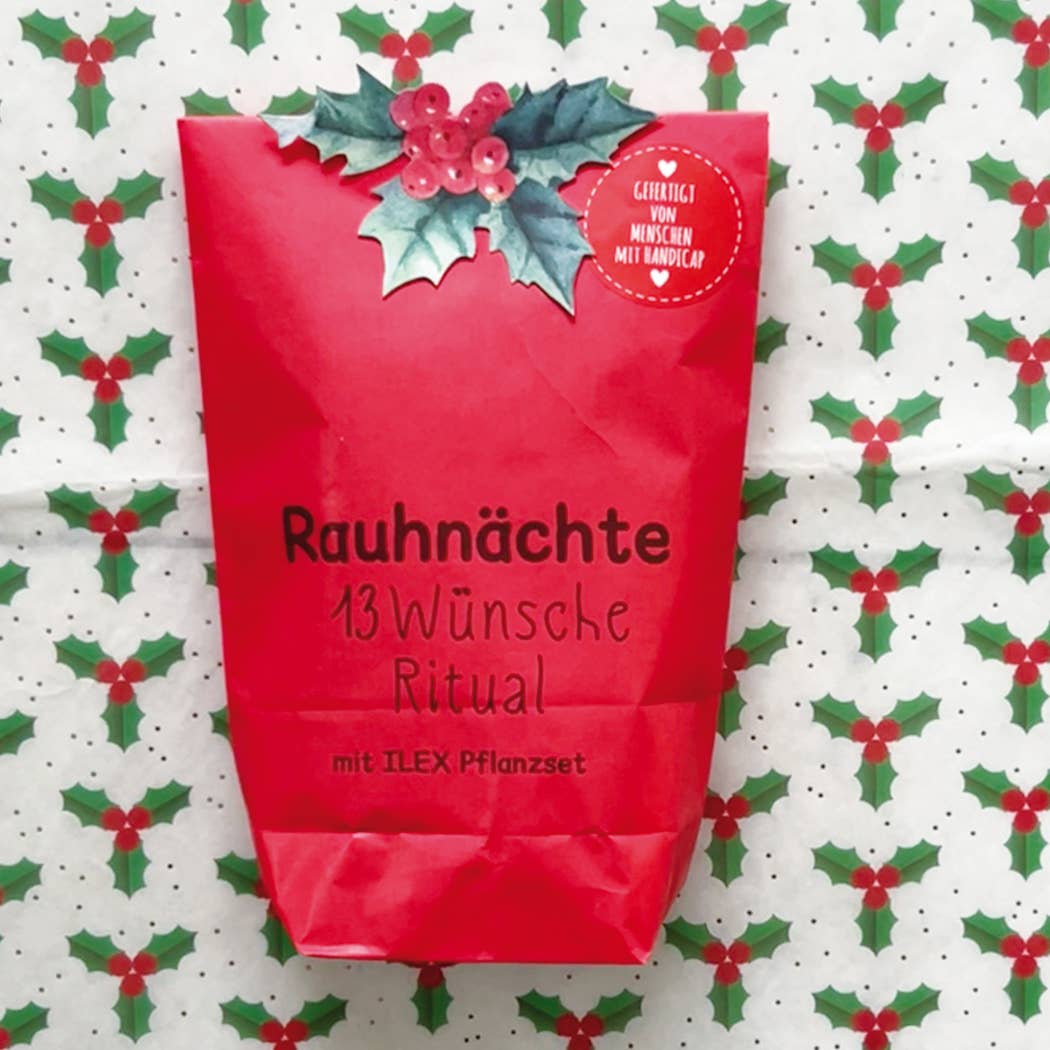 GEFERTIGT
VON
MENSCHEN
MIT HANDICAP
Rauhnächte
13 Wünsche
Ritual
mit ILEX Pflanzset